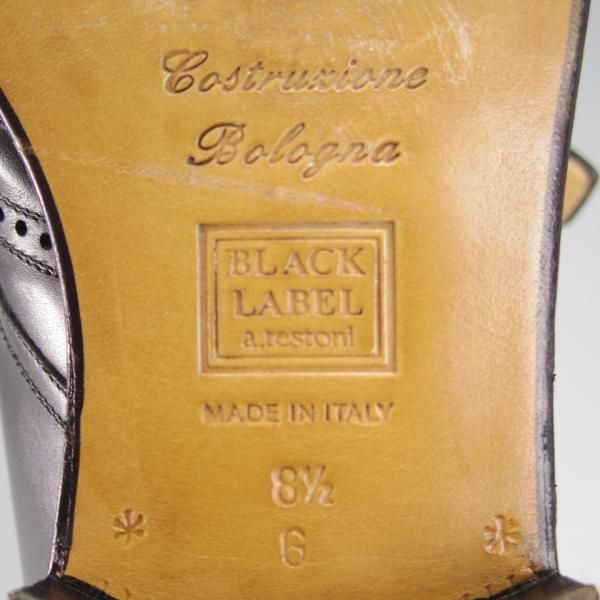 Costruzione
Bologna
BLACK
LABEL
a.testoni
MADE IN ITALY
8½
G